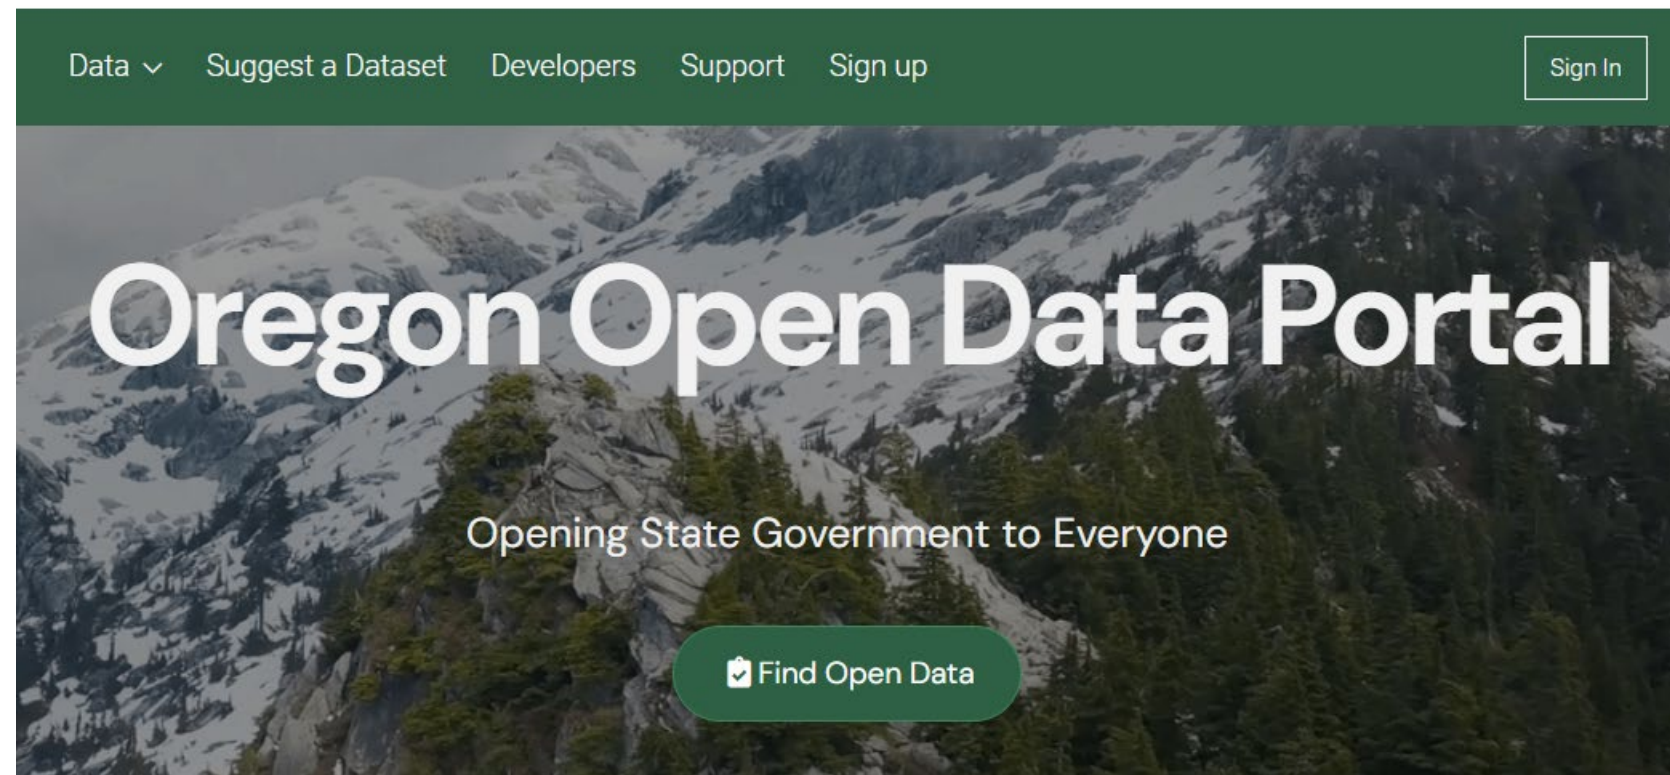 Data Suggest a Dataset Developers Support Sign up Sign In
Oregon Open Data Portal
Opening State Government to Everyone
Find Open Data